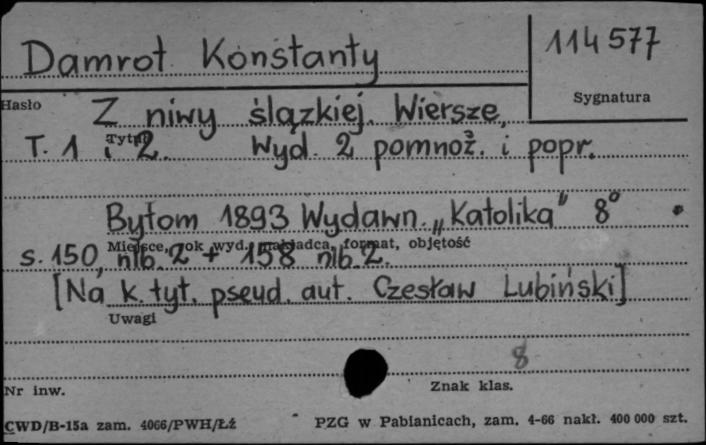 Damrot Konstanty
114577
Hasło
Sygnatura
Z niwy ślązkiej. Wiersze.
Tytuł
T. 1 i 2. Wyd. 2 pomnoż. i popr.
Bytom 1893 Wydawn. „Katolika” 8°
Miejsce, rok wyd., nakładca, format, objętość
s. 150, nlb. 2 + 158 nlb. 2.
[Na k. tyt. pseud. aut. Czesław Lubiński]
Uwagi
8
Nr inw.
Znak klas.
CWD/B-15a zam. 4066/PWH/Łź
PZG w Pabianicach, zam. 4-66 nakł. 400 000 szt.